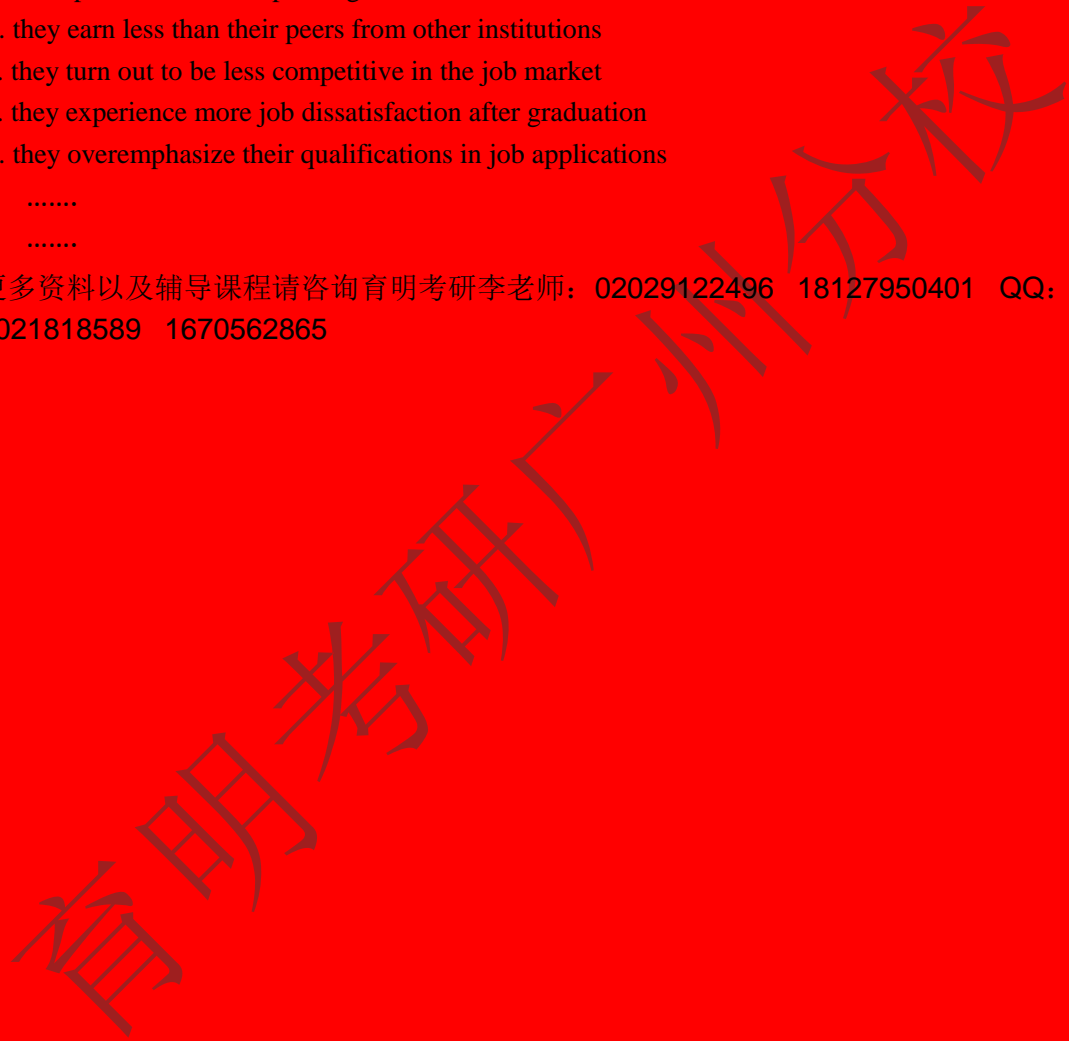 . they earn less than their peers from other institutions
. they turn out to be less competitive in the job market
. they experience more job dissatisfaction after graduation
. they overemphasize their qualifications in job applications
.......
.......
更多资料以及辅导课程请咨询育明考研李老师：02029122496 18127950401 QQ：
021818589 1670562865
育明考研广州分校